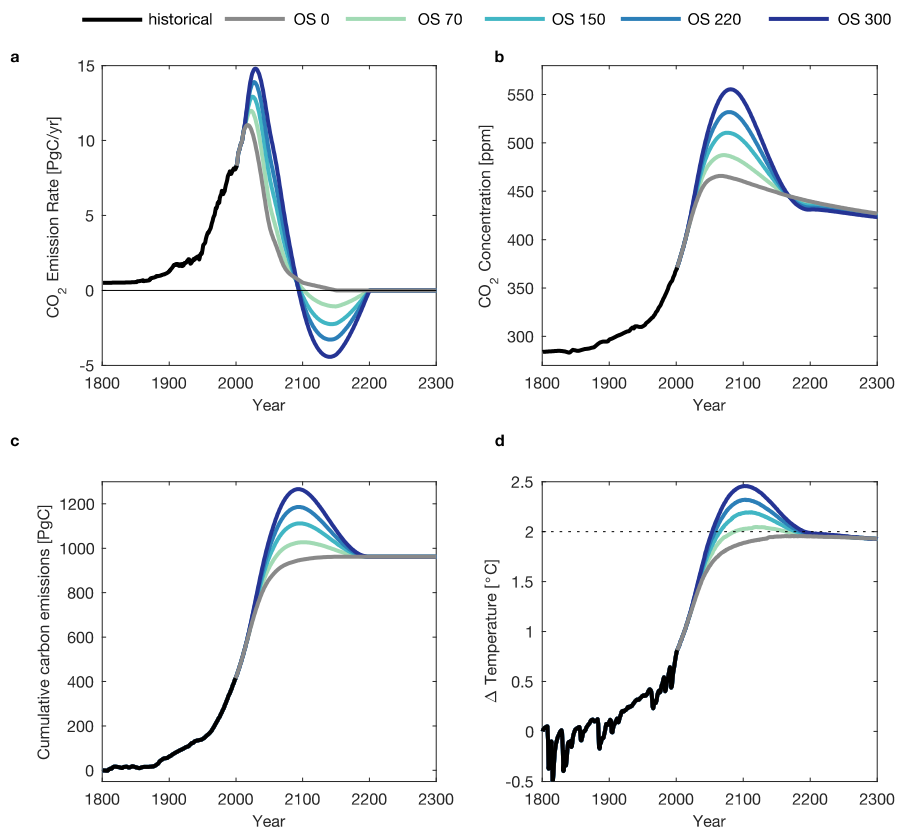 historical OS 0 OS 70 OS 150 OS 220 OS 300
a
15
10
5
0
-5
CO2 Emission Rate [PgC/yr]
1800 1900 2000 2100 2200 2300
Year
b
550
500
450
400
350
300
CO2 Concentration [ppm]
1800 1900 2000 2100 2200 2300
Year
c
1200
1000
800
600
400
200
0
Cumulative carbon emissions [PgC]
1800 1900 2000 2100 2200 2300
Year
d
2.5
2
1.5
1
0.5
0
-0.5
Δ Temperature [°C]
1800 1900 2000 2100 2200 2300
Year